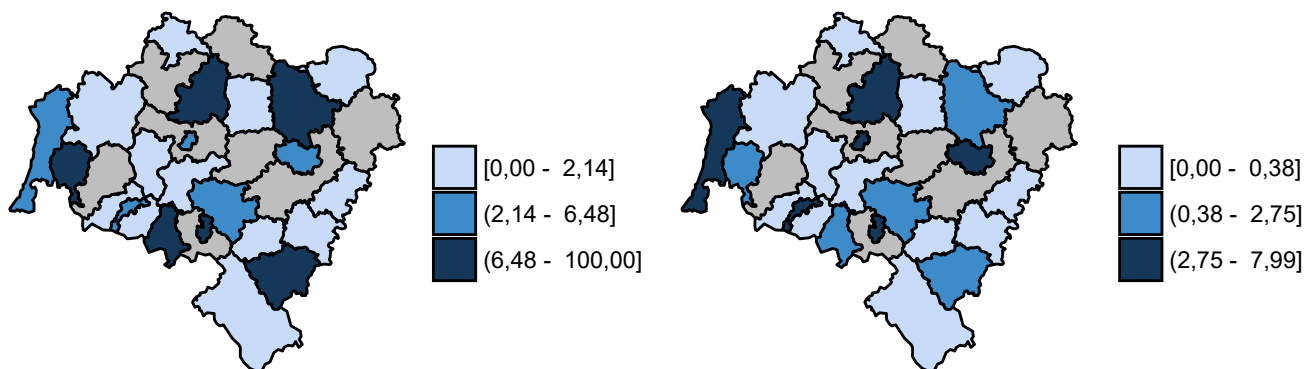 [0,00 -  2,14]
(2,14 -  6,48]
(6,48 -  100,00]
[0,00 -  0,38]
(0,38 -  2,75]
(2,75 -  7,99]